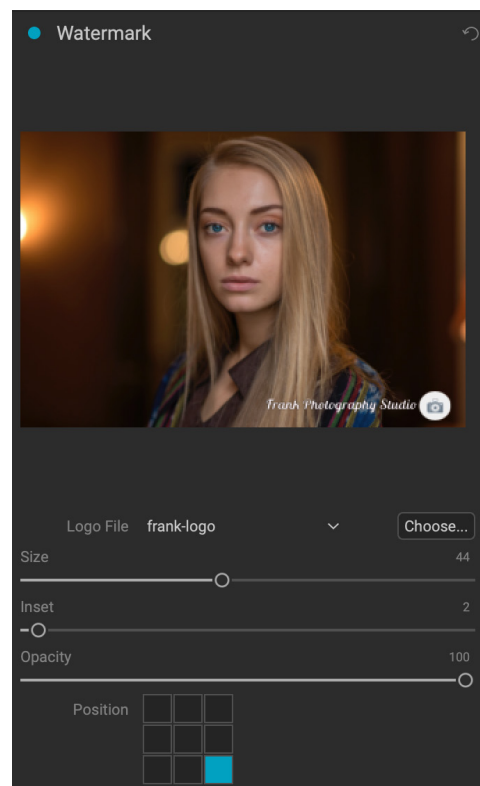 Watermark
Frank Photography Studio
Logo File frank-logo Choose...
Size 44
Inset 2
Opacity 100
Position